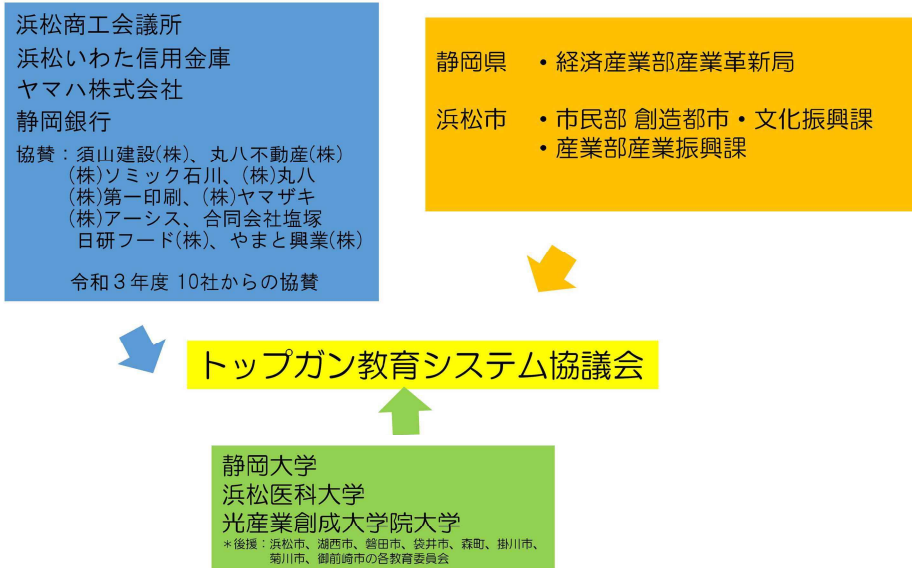 浜松商工会議所
浜松いわた信用金庫
ヤマハ株式会社
静岡銀行
協賛：須山建設(株)、丸八不動産(株)
(株)ソミック石川、(株)丸八
(株)第一印刷、(株)ヤマザキ
(株)アーシス、合同会社塩塚
日研フード(株)、やまと興業(株)
令和３年度 10社からの協賛
静岡県 ・経済産業部産業革新局
浜松市 ・市民部 創造都市・文化振興課
・産業部産業振興課
トップガン教育システム協議会
静岡大学
浜松医科大学
光産業創成大学院大学
＊後援：浜松市、湖西市、磐田市、袋井市、森町、掛川市、
菊川市、御前崎市の各教育委員会